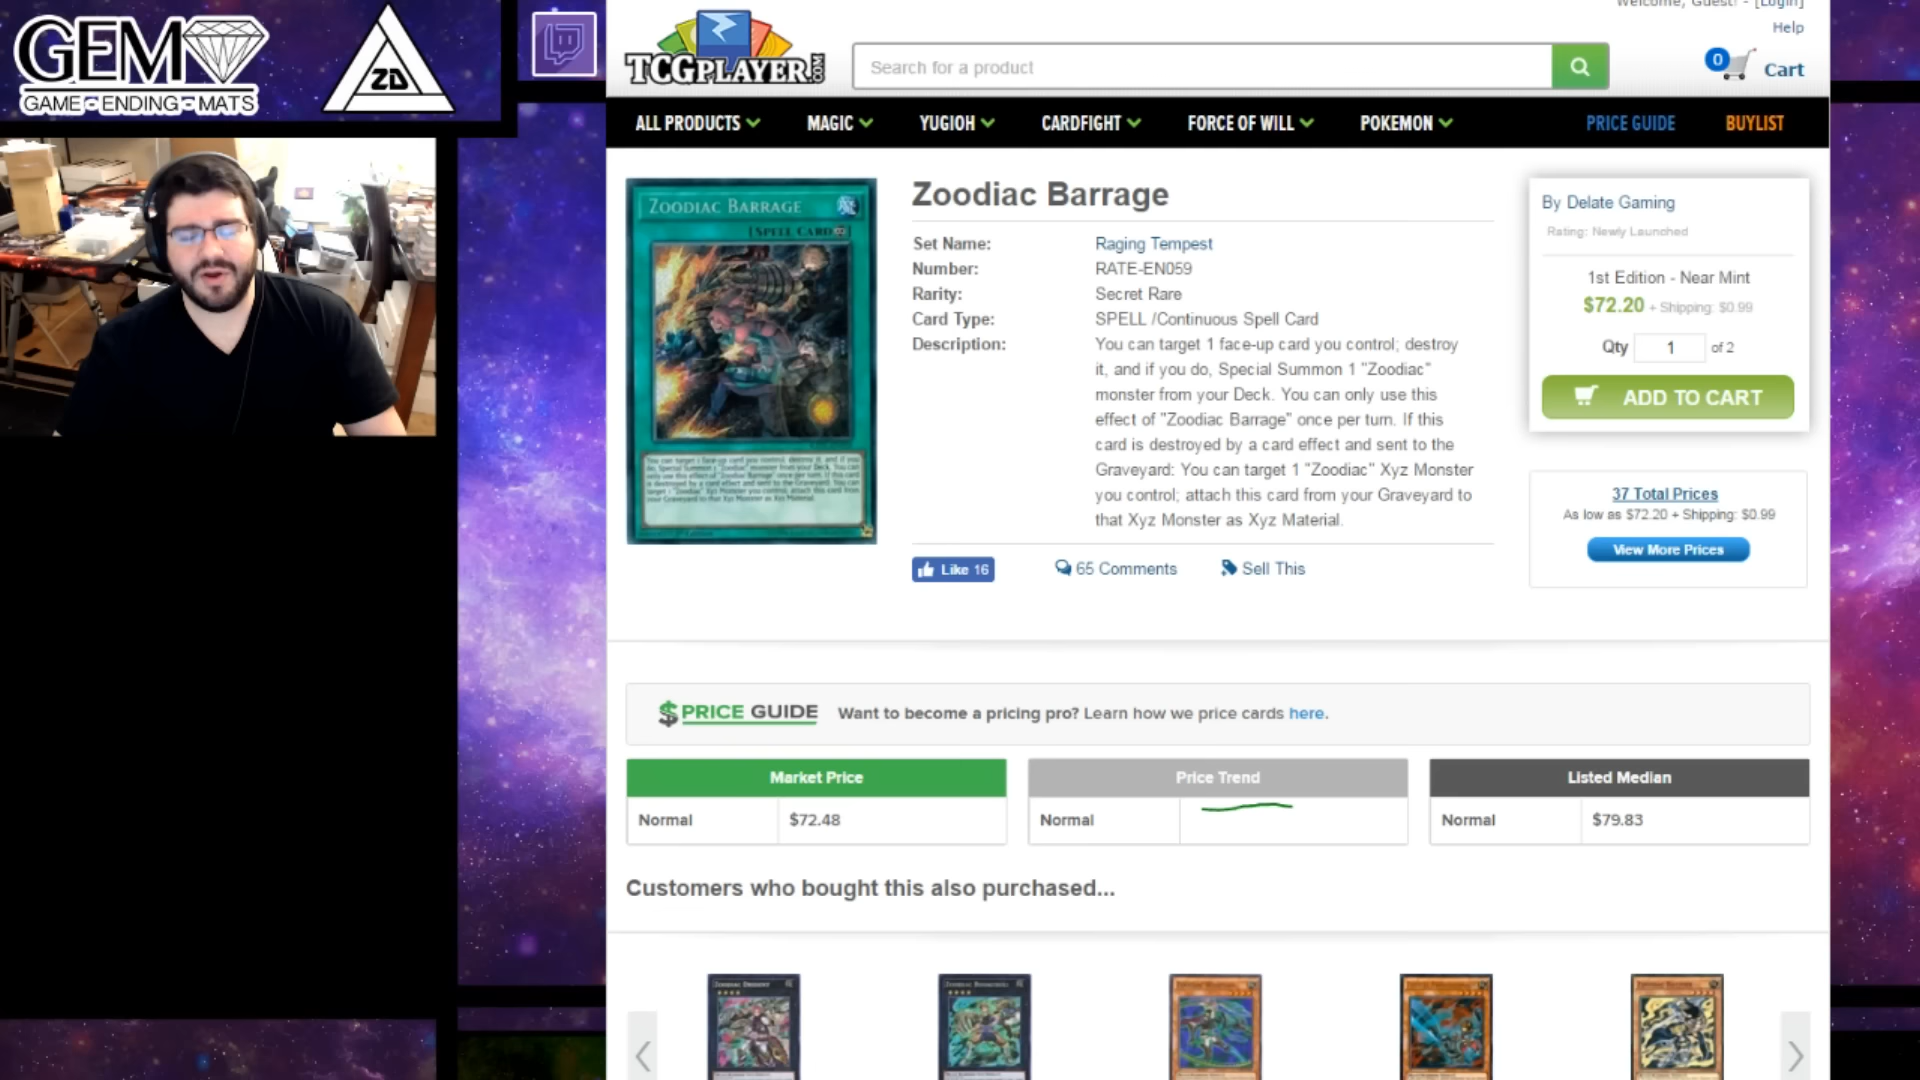 GEM
GAME-ENDING-MATS
ZD
TCGPLAYER.COM
Search for a product
Welcome, Guest! - [Login]
Help
0
Cart
ALL PRODUCTS
MAGIC
YUGIOH
CARDFIGHT
FORCE OF WILL
POKEMON
PRICE GUIDE
BUYLIST
ZOODIAC BARRAGE
[SPELL CARD]
Zoodiac Barrage
Set Name: Raging Tempest
Number: RATE-EN059
Rarity: Secret Rare
Card Type: SPELL /Continuous Spell Card
Description: You can target 1 face-up card you control; destroy
it, and if you do, Special Summon 1 "Zoodiac"
monster from your Deck. You can only use this
effect of "Zoodiac Barrage" once per turn. If this
card is destroyed by a card effect and sent to the
Graveyard: You can target 1 "Zoodiac" Xyz Monster
you control; attach this card from your Graveyard to
that Xyz Monster as Xyz Material.
Like 16
65 Comments
Sell This
By Delate Gaming
Rating: Newly Launched
1st Edition - Near Mint
$72.20 + Shipping: $0.99
Qty 1 of 2
ADD TO CART
37 Total Prices
As low as $72.20 + Shipping: $0.99
View More Prices
$ PRICE GUIDE Want to become a pricing pro? Learn how we price cards here.
Market Price
Normal $72.48
Price Trend
Normal
Listed Median
Normal $79.83
Customers who bought this also purchased...